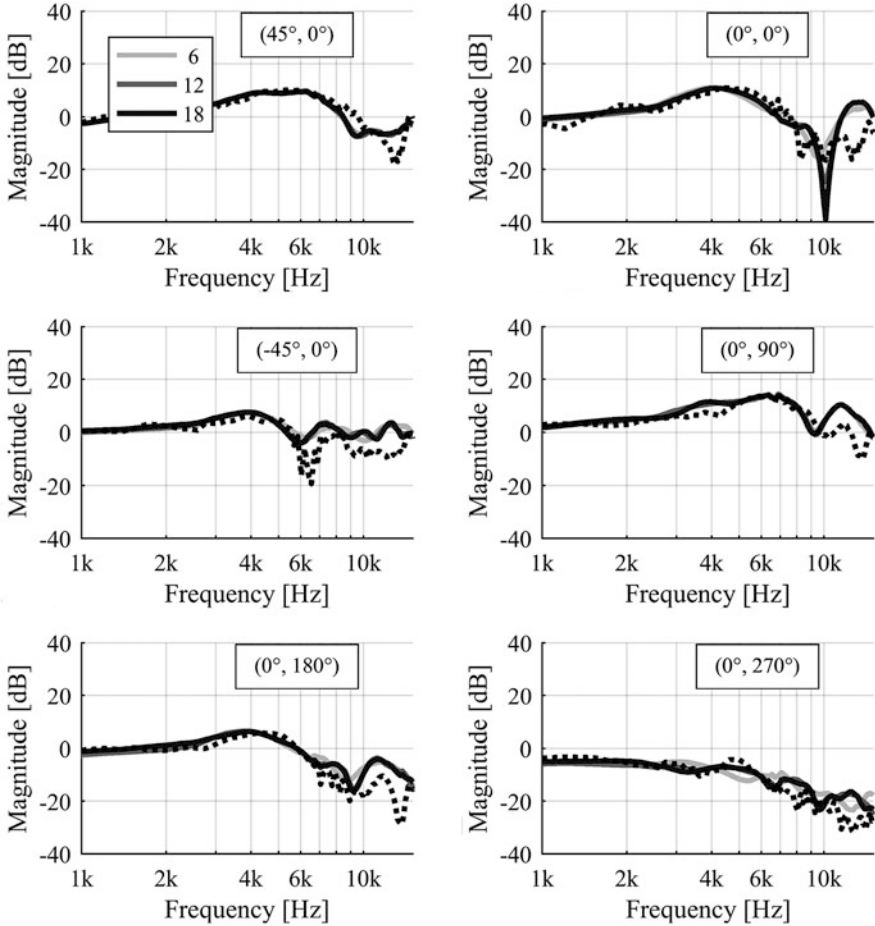 40
20
0
-20
-40
Magnitude [dB]
(45°, 0°)
6
12
18
1k
2k
4k
6k
10k
Frequency [Hz]
40
20
0
-20
-40
Magnitude [dB]
(0°, 0°)
1k
2k
4k
6k
10k
Frequency [Hz]
40
20
0
-20
-40
Magnitude [dB]
(-45°, 0°)
1k
2k
4k
6k
10k
Frequency [Hz]
40
20
0
-20
-40
Magnitude [dB]
(0°, 90°)
1k
2k
4k
6k
10k
Frequency [Hz]
40
20
0
-20
-40
Magnitude [dB]
(0°, 180°)
1k
2k
4k
6k
10k
Frequency [Hz]
40
20
0
-20
-40
Magnitude [dB]
(0°, 270°)
1k
2k
4k
6k
10k
Frequency [Hz]